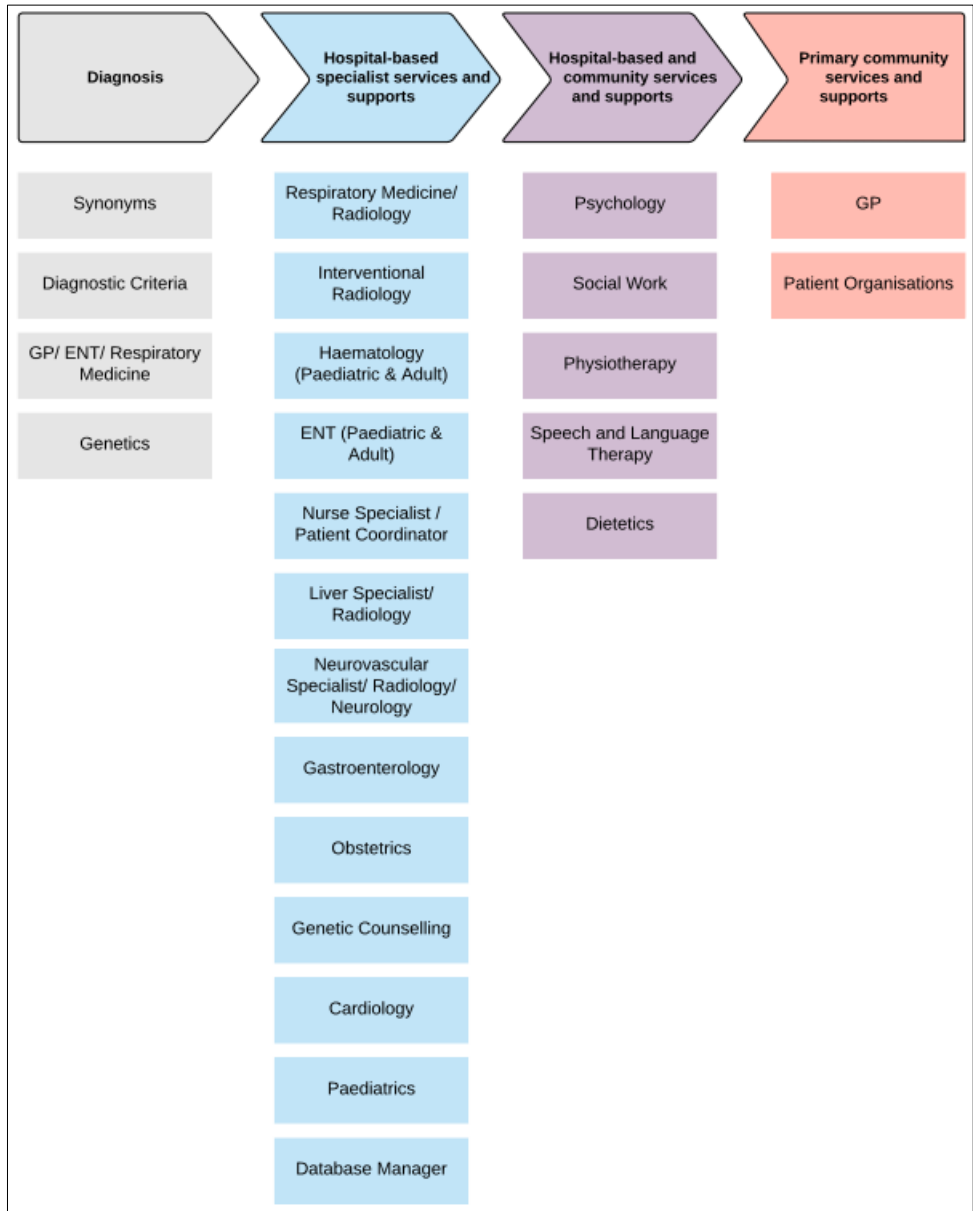 Diagnosis
Hospital-based
specialist services and
supports
Hospital-based and
community services
and supports
Primary community
services and
supports
Synonyms
Diagnostic Criteria
GP/ ENT/ Respiratory
Medicine
Genetics
Respiratory Medicine/
Radiology
Interventional
Radiology
Haematology
(Paediatric & Adult)
ENT (Paediatric &
Adult)
Nurse Specialist /
Patient Coordinator
Liver Specialist/
Radiology
Neurovascular
Specialist/ Radiology/
Neurology
Gastroenterology
Obstetrics
Genetic Counselling
Cardiology
Paediatrics
Database Manager
Psychology
Social Work
Physiotherapy
Speech and Language
Therapy
Dietetics
GP
Patient Organisations